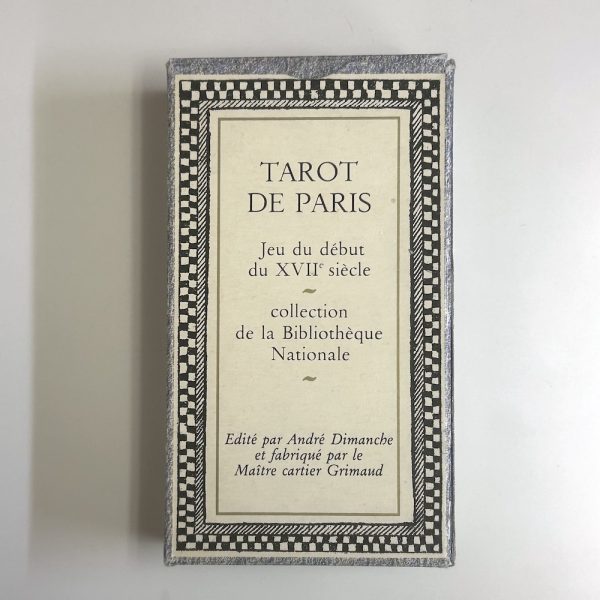 TAROT
DE PARIS
Jeu du début
du XVIIe siècle
~
collection
de la Bibliothèque
Nationale
~
Edité par André Dimanche
et fabriqué par le
Maître cartier Grimaud